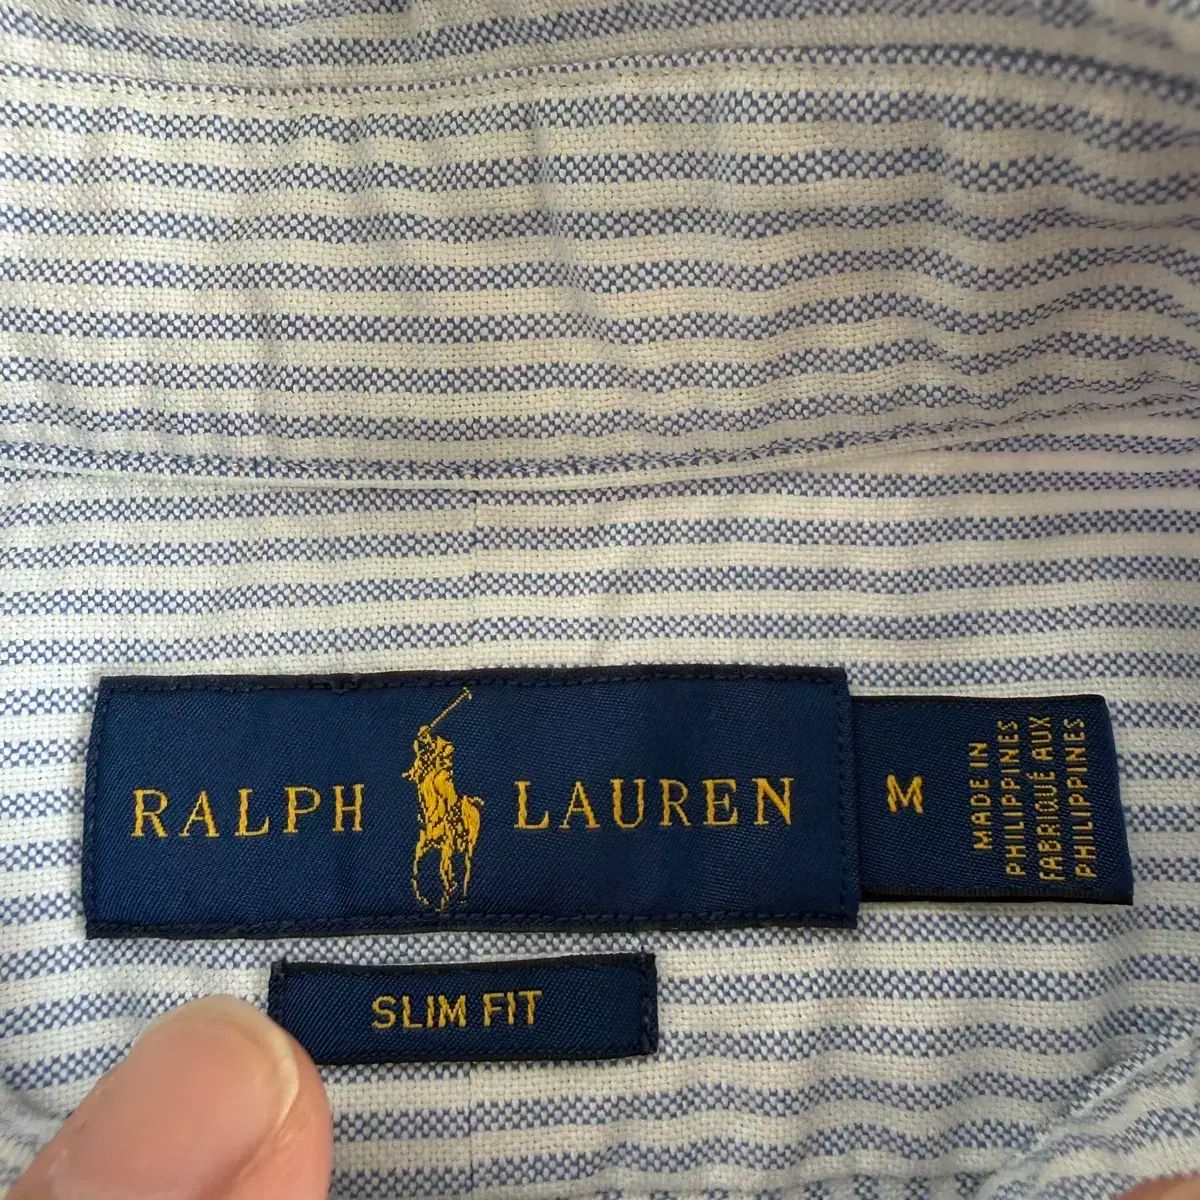 RALPH LAUREN
M
MADE IN
PHILIPPINES
FABRIQUÉ AUX
PHILIPPINES
SLIM FIT